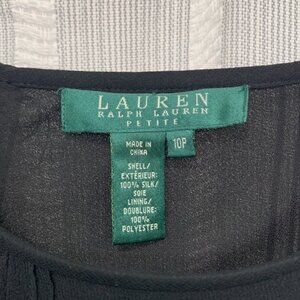 LAUREN
RALPH LAUREN
PETITE
MADE IN
CHINA
10P
SHELL/
EXTÉRIEUR:
100% SILK/
SOIE
LINING/
DOUBLURE:
100%
POLYESTER